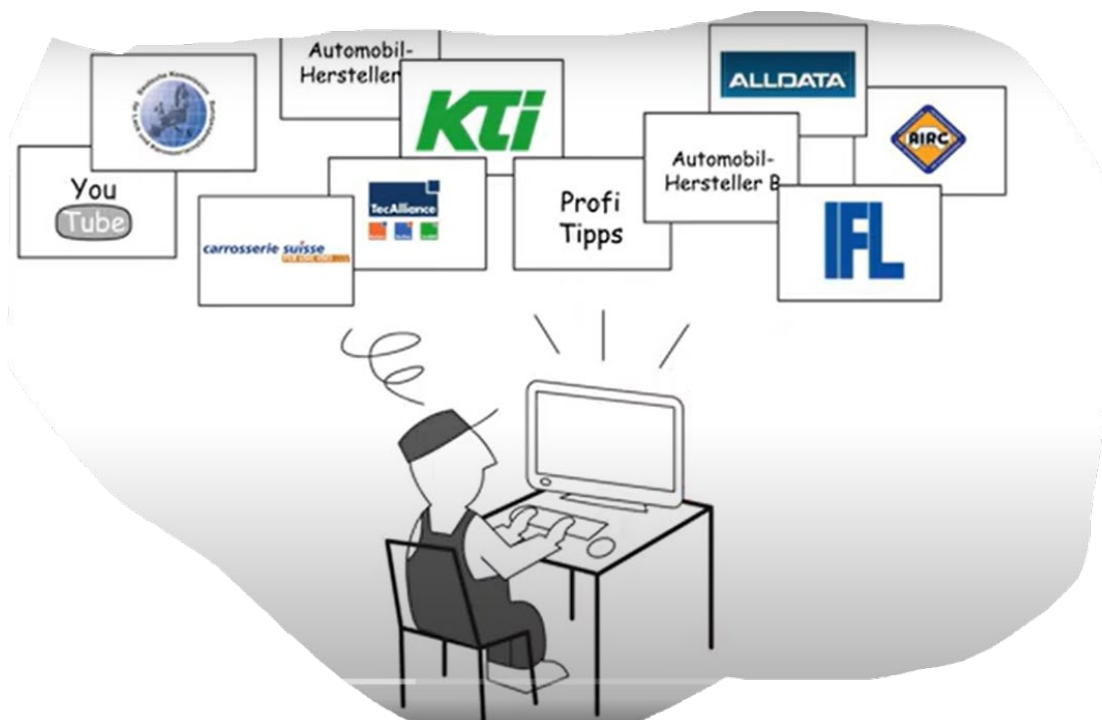 Automobil-
Hersteller
KTi
ALLDATA
AIRC
You
Tube
TecAlliance
Profi
Tipps
Automobil-
Hersteller B
carrosserie suisse
IFL